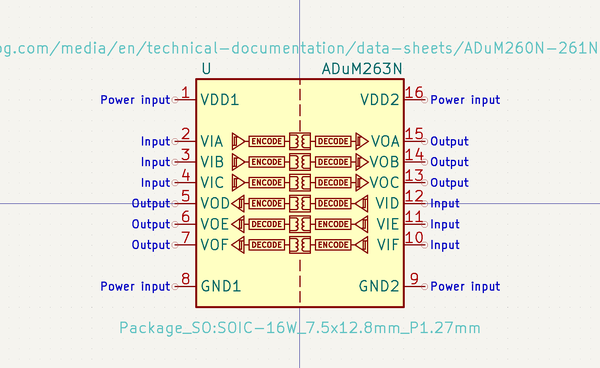 og.com/media/en/technical-documentation/data-sheets/ADuM260N-261N
U ADuM263N
Power input 1 VDD1 VDD2 16 Power input
Input 2 VIA ENCODE DECODE VOA 15 Output
Input 3 VIB ENCODE DECODE VOB 14 Output
Input 4 VIC ENCODE DECODE VOC 13 Output
Output 5 VOD DECODE ENCODE VID 12 Input
Output 6 VOE DECODE ENCODE VIE 11 Input
Output 7 VOF DECODE ENCODE VIF 10 Input
Power input 8 GND1 GND2 9 Power input
Package_SO:SOIC-16W_7.5x12.8mm_P1.27mm